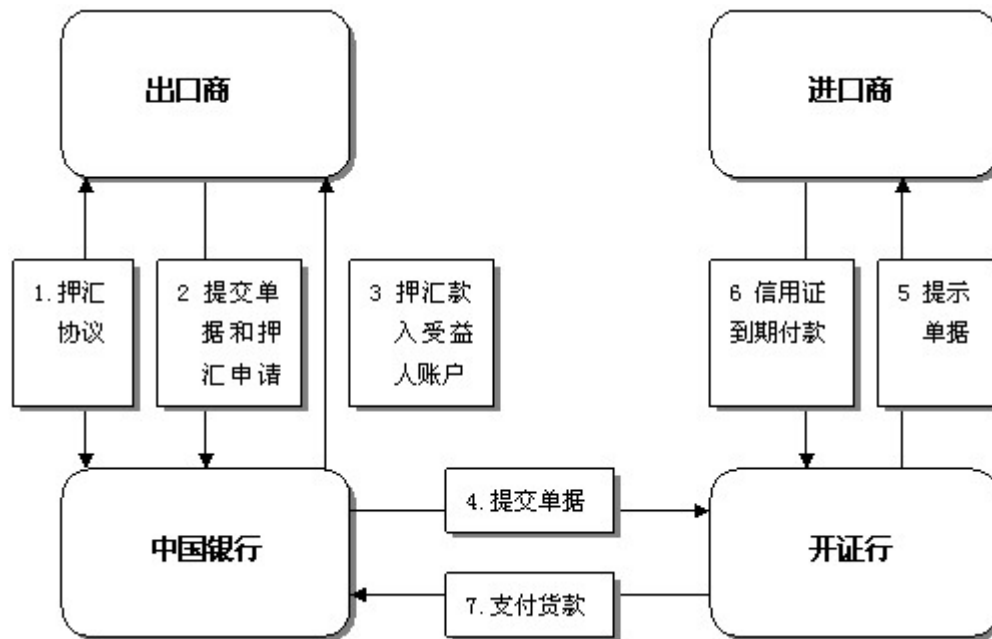 出口商
进口商
1.押汇
协议
2 提交单
据和押
汇申请
3 押汇款
入受益
人账户
6 信用证
到期付款
5 提示
单据
4.提交单据
中国银行
开证行
7.支付货款